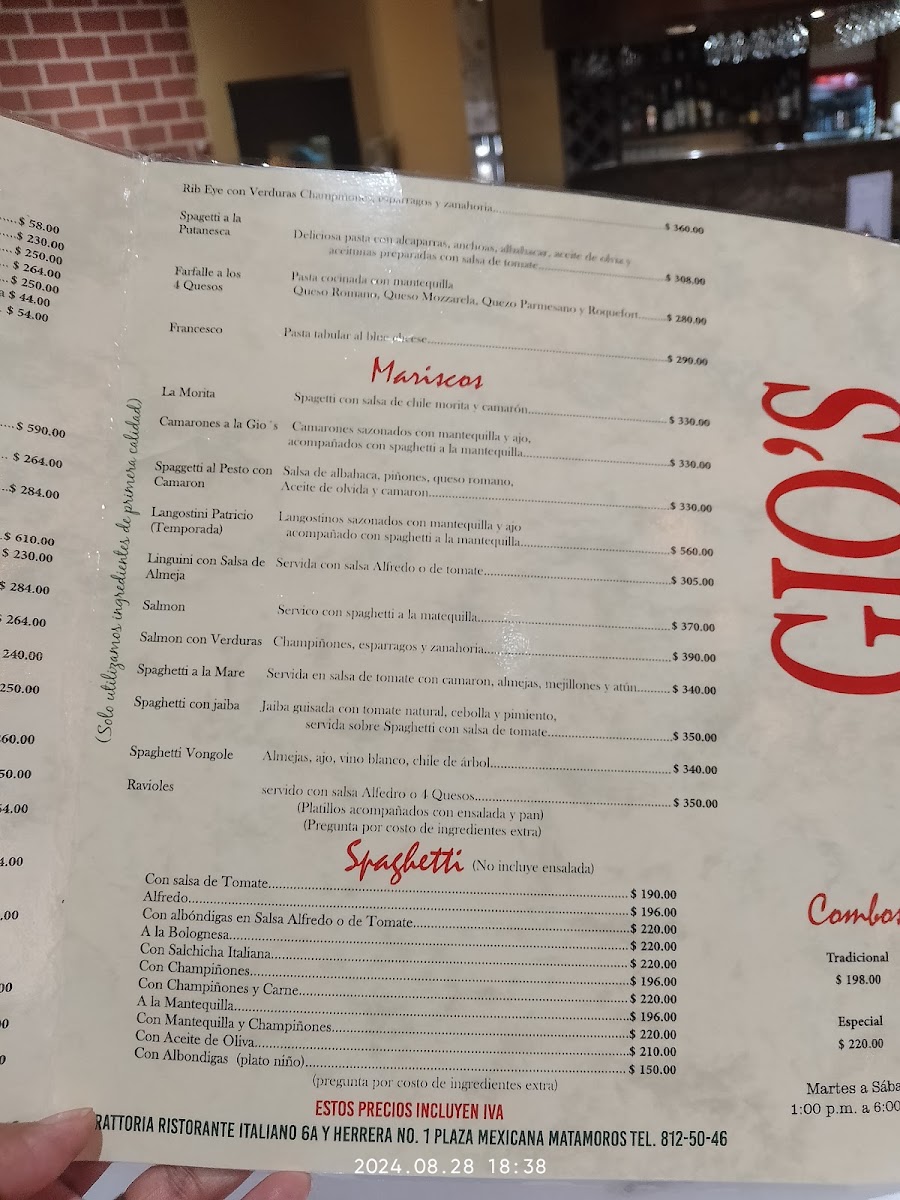 ....$ 58.00
....$ 230.00
...$ 250.00
... $ 264.00
...$ 250.00
a $ 44.00
. $ 54.00
....$ 590.00
... $ 264.00
...$ 284.00
.$ 610.00
$ 230.00
$ 284.00
264.00
240.00
250.00
60.00
50.00
4.00
4.00
.00
00
0
0
(Solo utilizamos ingredientes de primera calidad)
Rib Eye con Verduras Champiñones, esparragos y zanahoria....$ 360.00
Spagetti a la Putanesca
Deliciosa pasta con alcaparras, anchoas, albahacar, aceite de olvia y
aceitunas preparadas con salsa de tomate....$ 308.00
Farfalle a los 4 Quesos
Pasta cocinada con mantequilla
Queso Romano, Queso Mozzarela, Quezo Parmesano y Roquefort....$ 280.00
Francesco Pasta tabular al blue cheese....$ 290.00
Mariscos
La Morita Spagetti con salsa de chile morita y camarón....$ 330.00
Camarones a la Gio´s Camarones sazonados con mantequilla y ajo,
acompañados con spaghetti a la mantequilla....$ 330.00
Spaggetti al Pesto con Salsa de albahaca, piñones, queso romano,
Camaron Aceite de olvida y camaron....$ 330.00
Langostini Patricio Langostinos sazonados con mantequilla y ajo
(Temporada) acompañado con spaghetti a la mantequilla....$ 560.00
Linguini con Salsa de Almeja Servida con salsa Alfredo o de tomate....$ 305.00
Salmon Servico con spaghetti a la matequilla....$ 370.00
Salmon con Verduras Champiñones, esparragos y zanahoria....$ 390.00
Spaghetti a la Mare Servida en salsa de tomate con camaron, almejas, mejillones y atún....$ 340.00
Spaghetti con jaiba Jaiba guisada con tomate natural, cebolla y pimiento,
servida sobre Spaghetti con salsa de tomate....$ 350.00
Spaghetti Vongole Almejas, ajo, vino blanco, chile de árbol....$ 340.00
Ravioles servido con salsa Alfedro o 4 Quesos....$ 350.00
(Platillos acompañados con ensalada y pan)
(Pregunta por costo de ingredientes extra)
Spaghetti (No incluye ensalada)
Con salsa de Tomate....$ 190.00
Alfredo....$ 196.00
Con albóndigas en Salsa Alfredo o de Tomate....$ 220.00
A la Bolognesa....$ 220.00
Con Salchicha Italiana....$ 220.00
Con Champiñones....$ 196.00
Con Champiñones y Carne....$ 220.00
A la Mantequilla....$ 196.00
Con Mantequilla y Champiñones....$ 220.00
Con Aceite de Oliva....$ 210.00
Con Albondigas (plato niño)....$ 150.00
(pregunta por costo de ingredientes extra)
ESTOS PRECIOS INCLUYEN IVA
RATTORIA RISTORANTE ITALIANO 6A Y HERRERA NO. 1 PLAZA MEXICANA MATAMOROS TEL. 812-50-46
GIO'S
Combos
Tradicional
$ 198.00
Especial
$ 220.00
Martes a Sába
1:00 p.m. a 6:00
2024.08.28 18:38